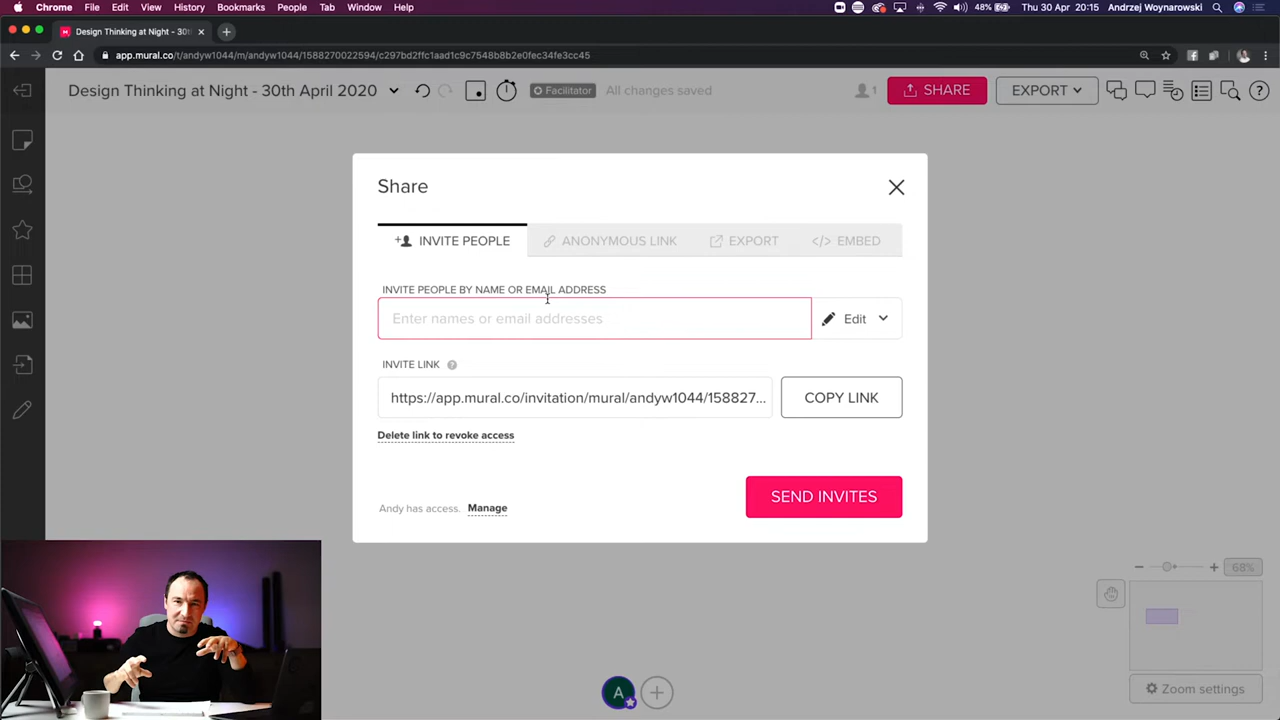 Chrome File Edit View History Bookmarks People Tab Window Help 48% Thu 30 Apr 20:15 Andrzej Woynarowski
Design Thinking at Night - 30t
app.mural.co/t/andyw1044/m/andyw1044/1588270022594/c297bd2ffc1aad1c9c7548b8b2e0fec34fe3cc45
Design Thinking at Night - 30th April 2020 Facilitator All changes saved 1 SHARE EXPORT
Share
INVITE PEOPLE ANONYMOUS LINK EXPORT </> EMBED
INVITE PEOPLE BY NAME OR EMAIL ADDRESS
Enter names or email addresses Edit
INVITE LINK ?
https://app.mural.co/invitation/mural/andyw1044/158827... COPY LINK
Delete link to revoke access
SEND INVITES
Andy has access. Manage
68%
A
Zoom settings